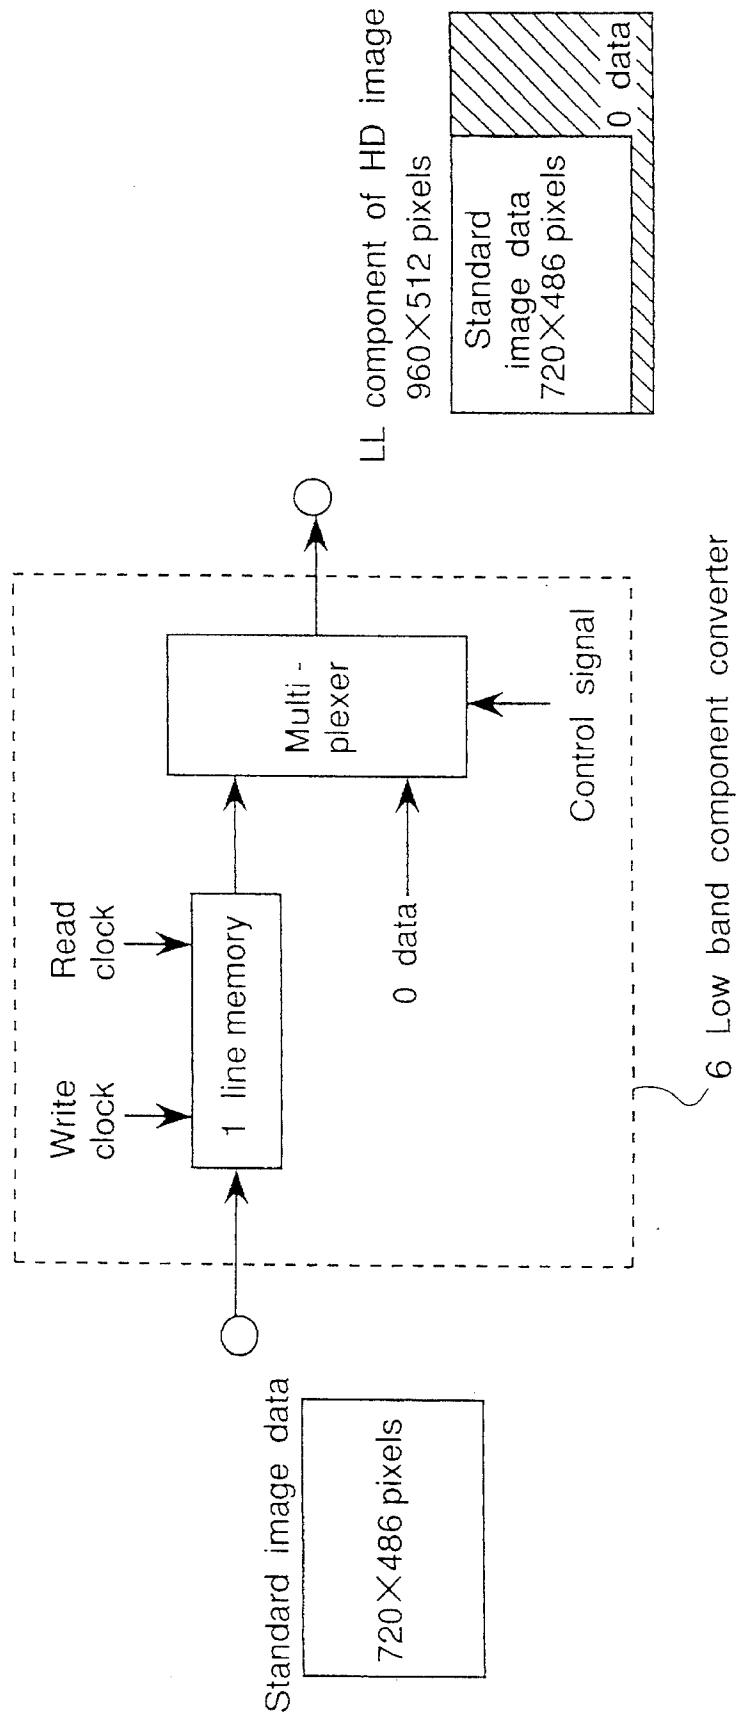 Standard image data
720×486 pixels
Write
clock
Read
clock
1 line memory
0 data
Multi -
plexer
Control signal
6 Low band component converter
LL component of HD image
960×512 pixels
Standard
image data
720×486 pixels
0 data